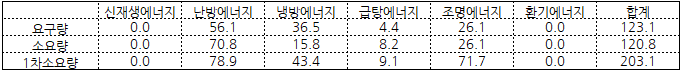 신재생에너지 난방에너지 냉방에너지 급탕에너지 조명에너지 환기에너지 합계
요구량 0.0 56.1 36.5 4.4 26.1 0.0 123.1
소요량 0.0 70.8 15.8 8.2 26.1 0.0 120.8
1차소요량 0.0 78.9 43.4 9.1 71.7 0.0 203.1